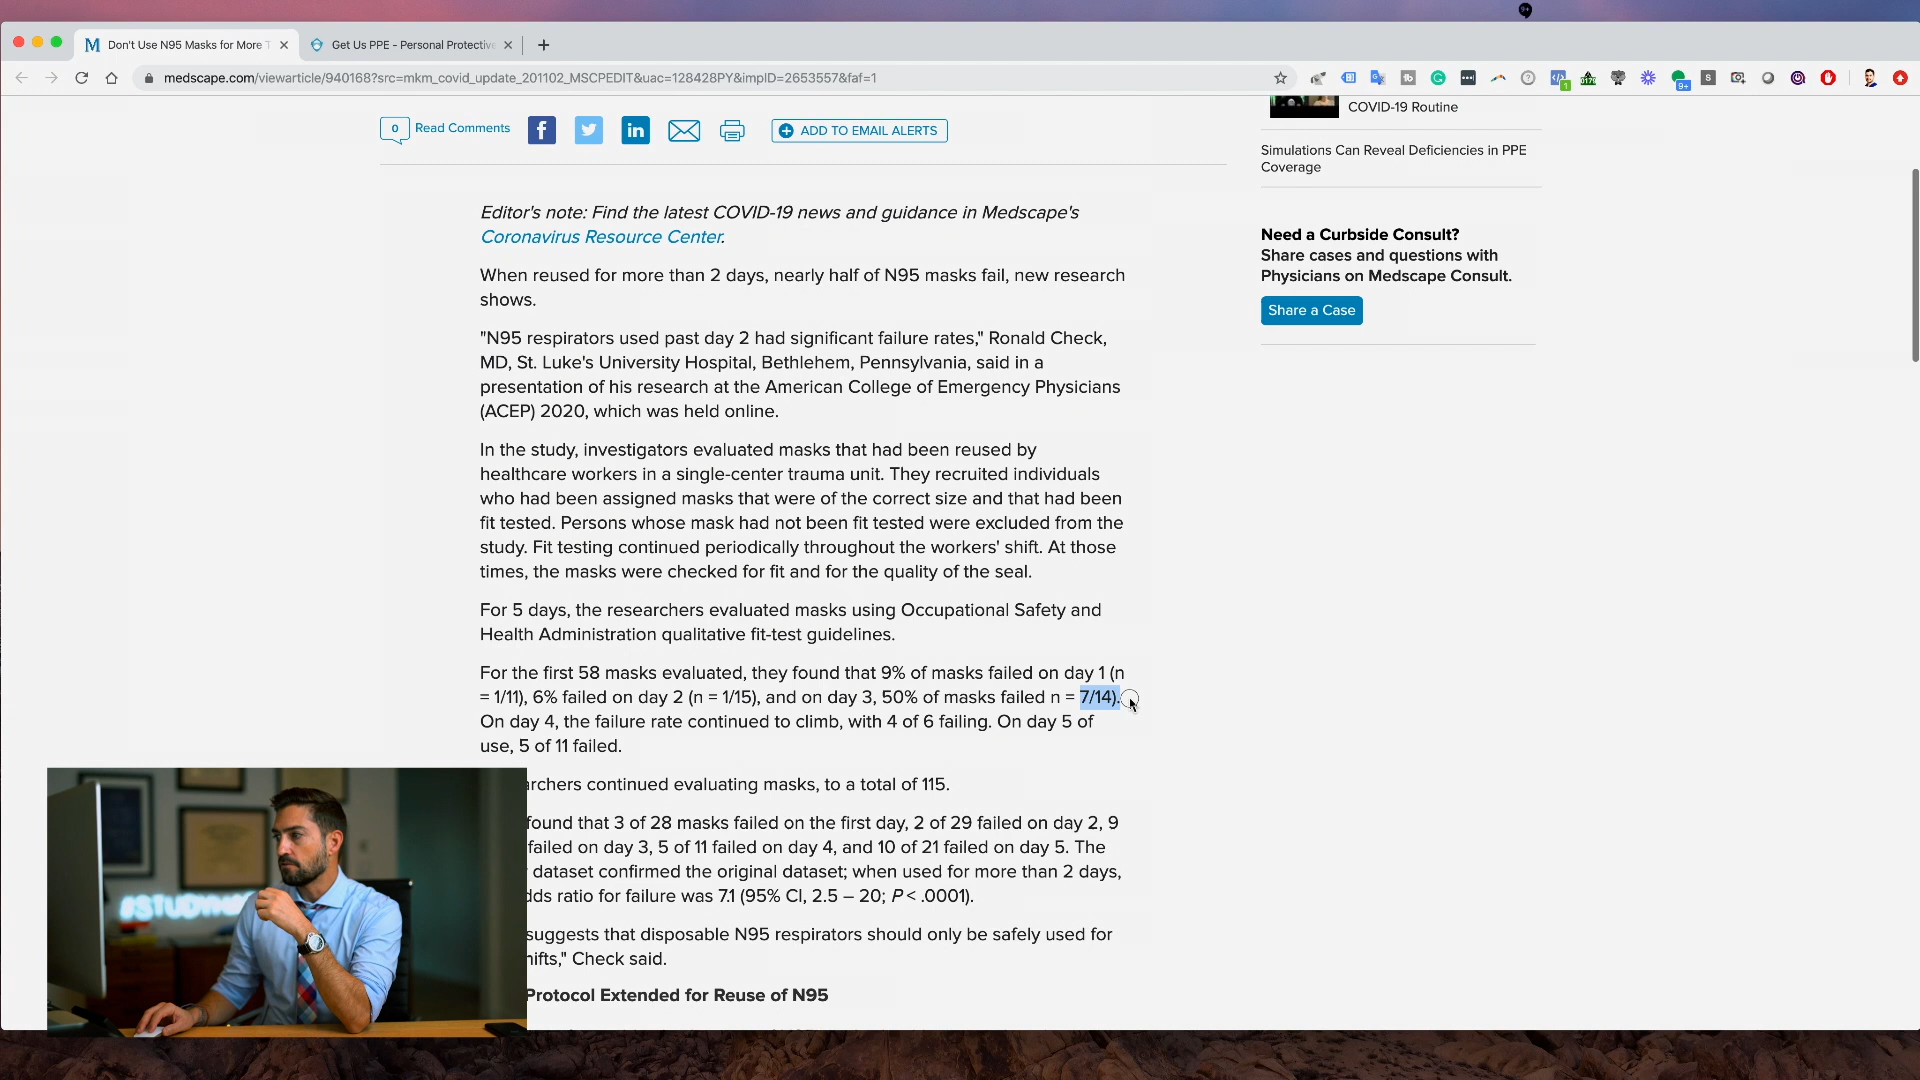 Don't Use N95 Masks for More T
Get Us PPE - Personal Protectiv
medscape.com/viewarticle/940168?src=mkm_covid_update_201102_MSCPEDIT&uac=128428PY&impID=2653557&faf=1
COVID-19 Routine
0 Read Comments
ADD TO EMAIL ALERTS
Simulations Can Reveal Deficiencies in PPE
Coverage
Need a Curbside Consult?
Share cases and questions with
Physicians on Medscape Consult.
Share a Case
Editor's note: Find the latest COVID-19 news and guidance in Medscape's
Coronavirus Resource Center.
When reused for more than 2 days, nearly half of N95 masks fail, new research
shows.
"N95 respirators used past day 2 had significant failure rates," Ronald Check,
MD, St. Luke's University Hospital, Bethlehem, Pennsylvania, said in a
presentation of his research at the American College of Emergency Physicians
(ACEP) 2020, which was held online.
In the study, investigators evaluated masks that had been reused by
healthcare workers in a single-center trauma unit. They recruited individuals
who had been assigned masks that were of the correct size and that had been
fit tested. Persons whose mask had not been fit tested were excluded from the
study. Fit testing continued periodically throughout the workers' shift. At those
times, the masks were checked for fit and for the quality of the seal.
For 5 days, the researchers evaluated masks using Occupational Safety and
Health Administration qualitative fit-test guidelines.
For the first 58 masks evaluated, they found that 9% of masks failed on day 1 (n
= 1/11), 6% failed on day 2 (n = 1/15), and on day 3, 50% of masks failed n = 7/14).
On day 4, the failure rate continued to climb, with 4 of 6 failing. On day 5 of
use, 5 of 11 failed.
archers continued evaluating masks, to a total of 115.
found that 3 of 28 masks failed on the first day, 2 of 29 failed on day 2, 9
failed on day 3, 5 of 11 failed on day 4, and 10 of 21 failed on day 5. The
dataset confirmed the original dataset; when used for more than 2 days,
dds ratio for failure was 7.1 (95% CI, 2.5 – 20; P < .0001).
suggests that disposable N95 respirators should only be safely used for
hifts," Check said.
Protocol Extended for Reuse of N95